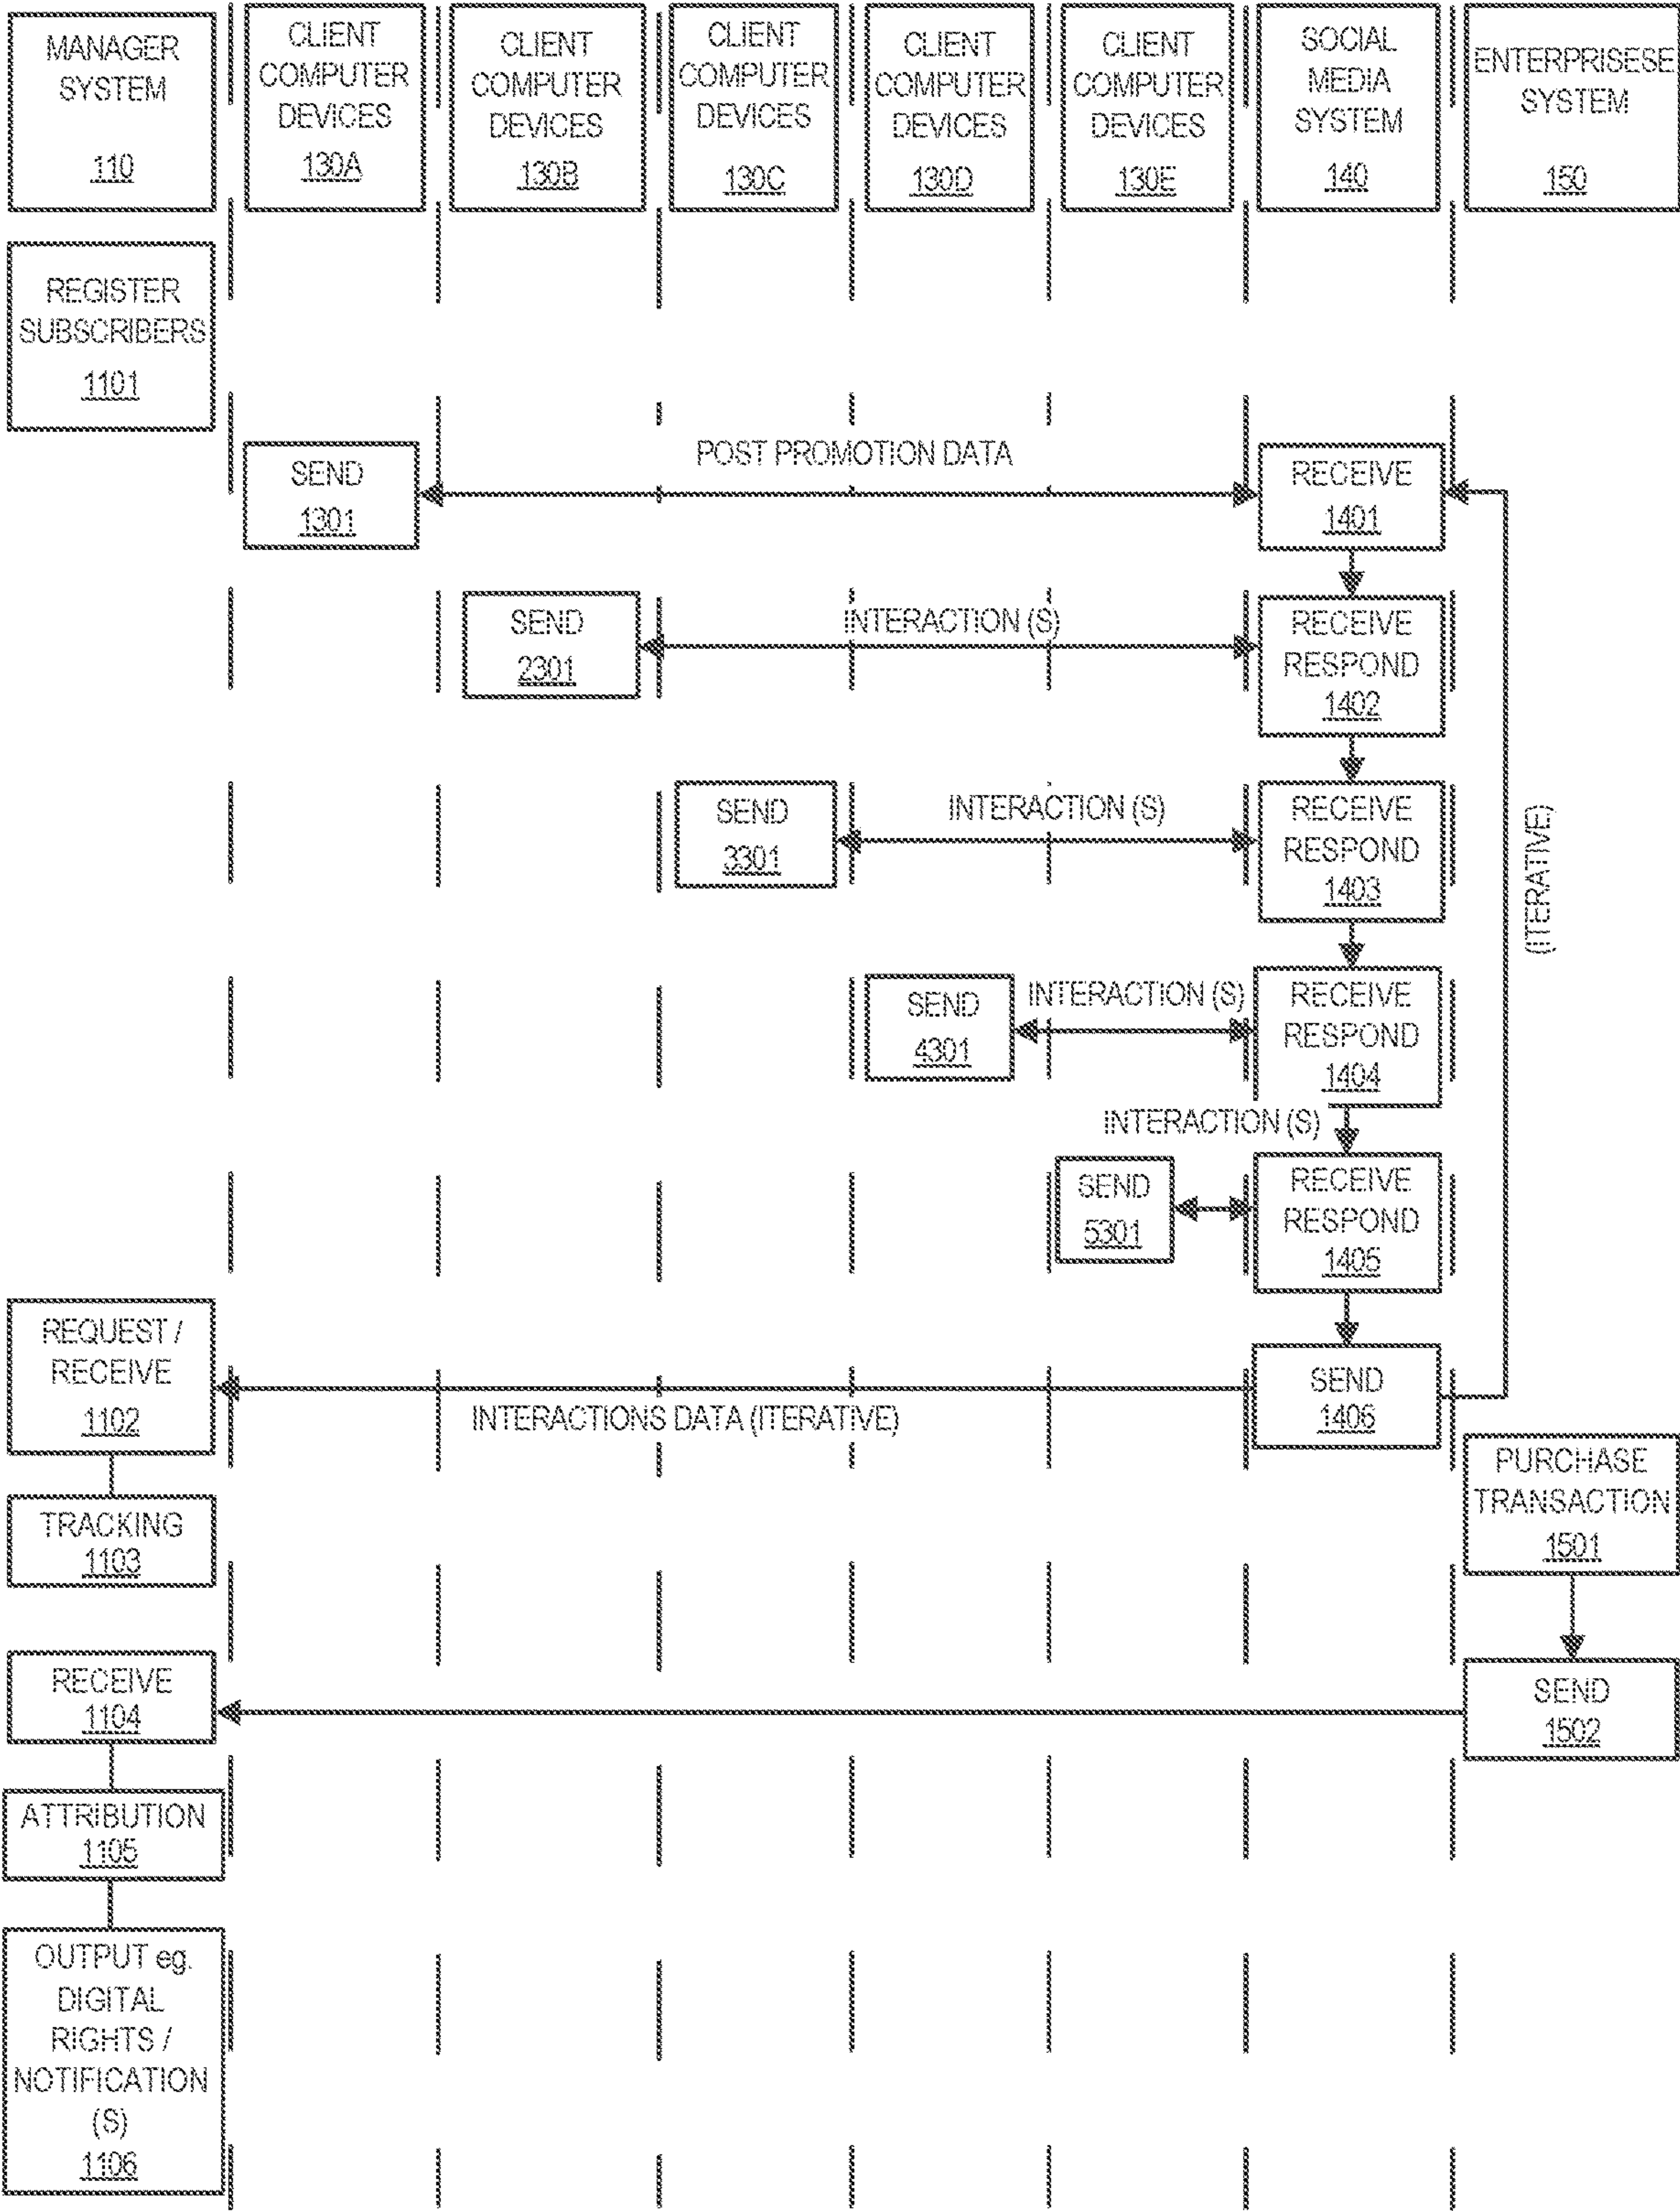 MANAGER
SYSTEM
110
CLIENT
COMPUTER
DEVICES
130A
CLIENT
COMPUTER
DEVICES
130B
CLIENT
COMPUTER
DEVICES
130C
CLIENT
COMPUTER
DEVICES
130D
CLIENT
COMPUTER
DEVICES
130E
SOCIAL
MEDIA
SYSTEM
140
ENTERPRISESE
SYSTEM
150
REGISTER
SUBSCRIBERS
1101
SEND
1301
POST PROMOTION DATA
RECEIVE
1401
SEND
2301
INTERACTION (S)
RECEIVE
RESPOND
1402
SEND
3301
INTERACTION (S)
RECEIVE
RESPOND
1403
(ITERATIVE)
SEND
4301
INTERACTION (S)
RECEIVE
RESPOND
1404
INTERACTION (S)
SEND
5301
RECEIVE
RESPOND
1405
REQUEST /
RECEIVE
1102
INTERACTIONS DATA (ITERATIVE)
SEND
1406
TRACKING
1103
PURCHASE
TRANSACTION
1501
RECEIVE
1104
SEND
1502
ATTRIBUTION
1105
OUTPUT eg.
DIGITAL
RIGHTS /
NOTIFICATION
(S)
1106